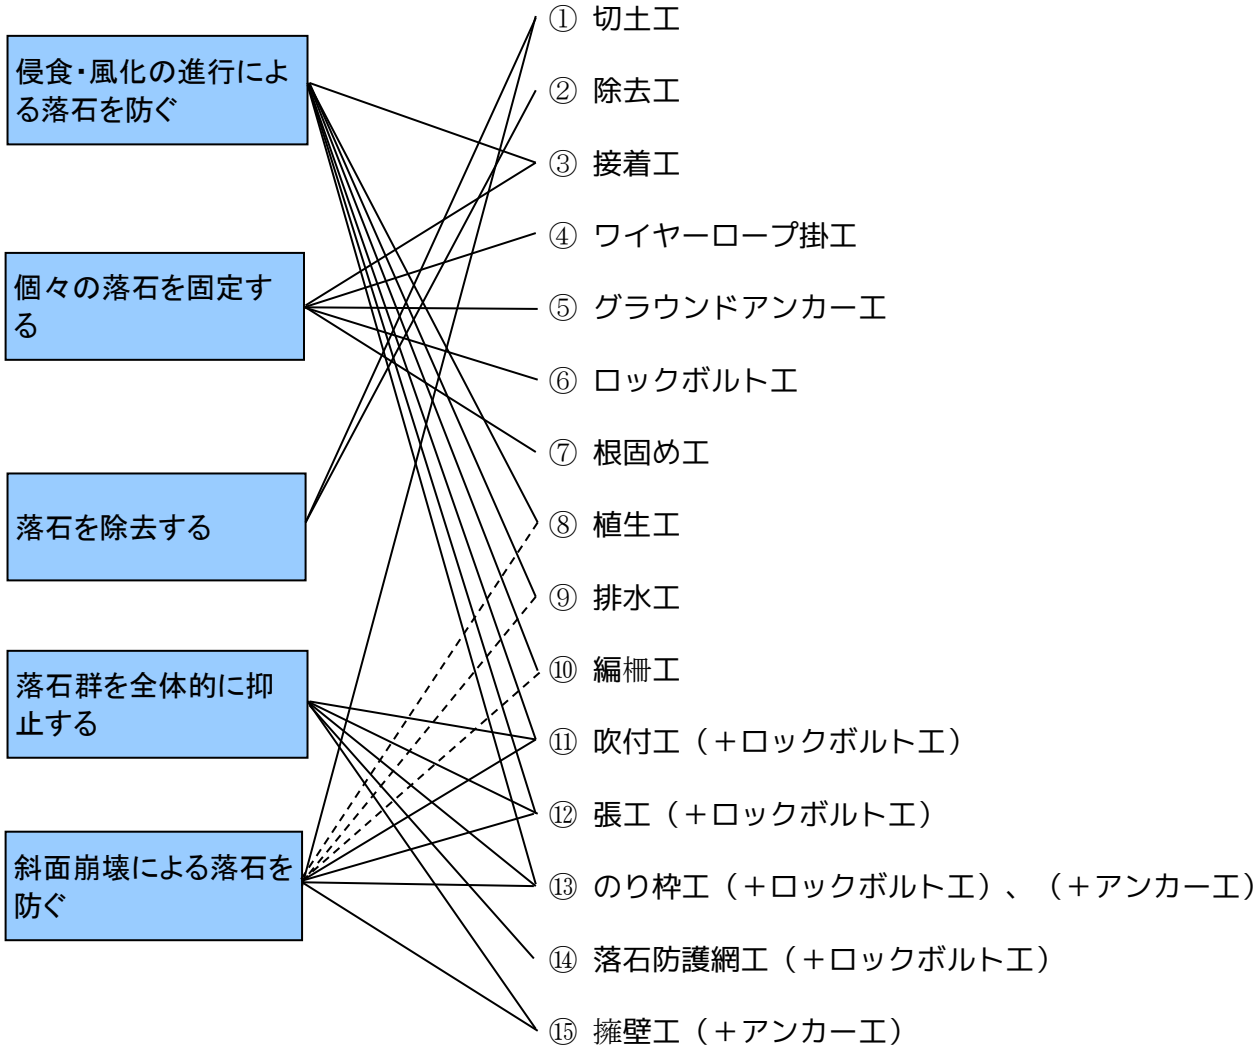 侵食・風化の進行によ
る落石を防ぐ
個々の落石を固定す
る
落石を除去する
落石群を全体的に抑
止する
斜面崩壊による落石を
防ぐ
① 切土工
② 除去工
③ 接着工
④ ワイヤーロープ掛工
⑤ グラウンドアンカー工
⑥ ロックボルト工
⑦ 根固め工
⑧ 植生工
⑨ 排水工
⑩ 編柵工
⑪ 吹付工（＋ロックボルト工）
⑫ 張工（＋ロックボルト工）
⑬ のり枠工（＋ロックボルト工）、（＋アンカー工）
⑭ 落石防護網工（＋ロックボルト工）
⑮ 擁壁工（＋アンカー工）